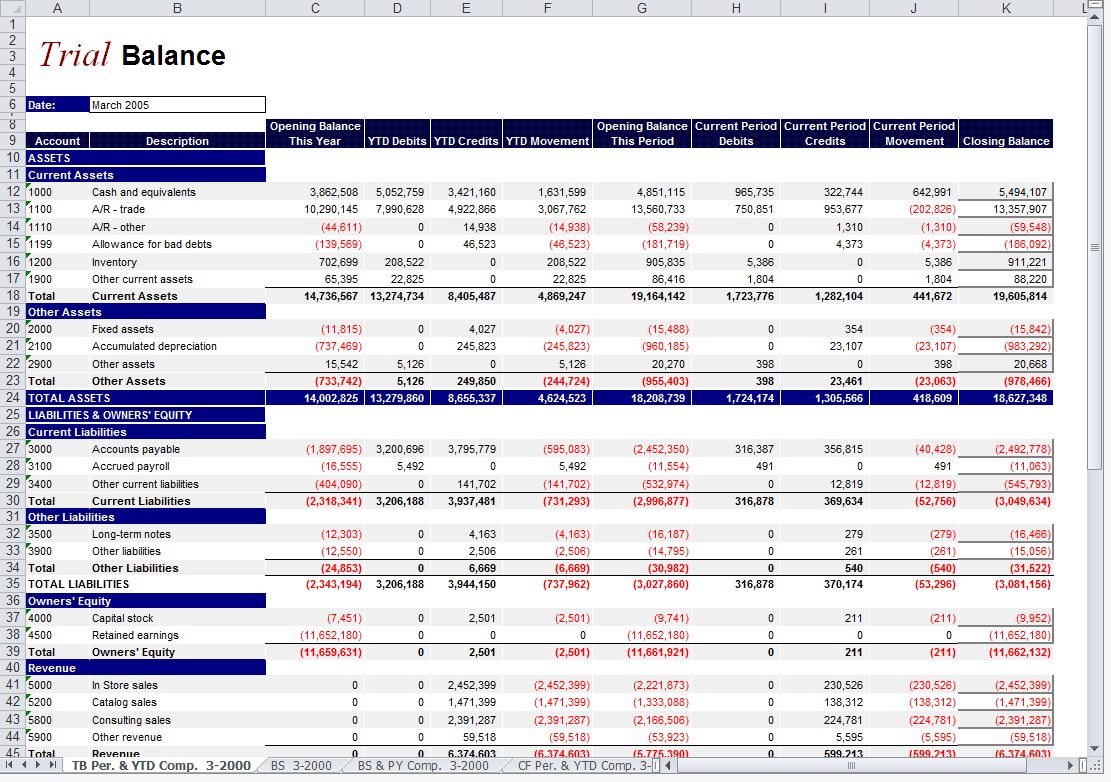 A B C D E F G H I J K L
1
2
3 Trial Balance
4
5
6 Date: March 2005
8 Opening Balance Opening Balance Current Period Current Period Current Period
9 Account Description This Year YTD Debits YTD Credits YTD Movement This Period Debits Credits Movement Closing Balance
10 ASSETS
11 Current Assets
12 1000 Cash and equivalents 3,862,508 5,052,759 3,421,160 1,631,599 4,851,115 965,735 322,744 642,991 5,494,107
13 1100 A/R - trade 10,290,145 7,990,628 4,922,866 3,067,762 13,560,733 750,851 953,677 (202,826) 13,357,907
14 1110 A/R - other (44,611) 0 14,938 (14,938) (58,239) 0 1,310 (1,310) (59,548)
15 1199 Allowance for bad debts (139,569) 0 46,523 (46,523) (181,719) 0 4,373 (4,373) (186,092)
16 1200 Inventory 702,699 208,522 0 208,522 905,835 5,386 0 5,386 911,221
17 1900 Other current assets 65,395 22,825 0 22,825 86,416 1,804 0 1,804 88,220
18 Total Current Assets 14,736,567 13,274,734 8,405,487 4,869,247 19,164,142 1,723,776 1,282,104 441,672 19,605,814
19 Other Assets
20 2000 Fixed assets (11,815) 0 4,027 (4,027) (15,488) 0 354 (354) (15,842)
21 2100 Accumulated depreciation (737,469) 0 245,823 (245,823) (960,185) 0 23,107 (23,107) (983,292)
22 2900 Other assets 15,542 5,126 0 5,126 20,270 398 0 398 20,668
23 Total Other Assets (733,742) 5,126 249,850 (244,724) (955,403) 398 23,461 (23,063) (978,466)
24 TOTAL ASSETS 14,002,825 13,279,860 8,655,337 4,624,523 18,208,739 1,724,174 1,305,566 418,609 18,627,348
25 LIABILITIES & OWNERS' EQUITY
26 Current Liabilities
27 3000 Accounts payable (1,897,695) 3,200,696 3,795,779 (595,083) (2,452,350) 316,387 356,815 (40,428) (2,492,778)
28 3100 Accrued payroll (16,555) 5,492 0 5,492 (11,554) 491 0 491 (11,063)
29 3400 Other current liabilities (404,090) 0 141,702 (141,702) (532,974) 0 12,819 (12,819) (545,793)
30 Total Current Liabilities (2,318,341) 3,206,188 3,937,481 (731,293) (2,996,877) 316,878 369,634 (52,756) (3,049,634)
31 Other Liabilities
32 3500 Long-term notes (12,303) 0 4,163 (4,163) (16,187) 0 279 (279) (16,466)
33 3900 Other liabilities (12,550) 0 2,506 (2,506) (14,795) 0 261 (261) (15,056)
34 Total Other Liabilities (24,853) 0 6,669 (6,669) (30,982) 0 540 (540) (31,522)
35 TOTAL LIABILITIES (2,343,194) 3,206,188 3,944,150 (737,962) (3,027,860) 316,878 370,174 (53,296) (3,081,156)
36 Owners' Equity
37 4000 Capital stock (7,451) 0 2,501 (2,501) (9,741) 0 211 (211) (9,952)
38 4500 Retained earnings (11,652,180) 0 0 0 (11,652,180) 0 0 0 (11,652,180)
39 Total Owners' Equity (11,659,631) 0 2,501 (2,501) (11,661,921) 0 211 (211) (11,662,132)
40 Revenue
41 5000 In Store sales 0 0 2,452,399 (2,452,399) (2,221,873) 0 230,526 (230,526) (2,452,399)
42 5200 Catalog sales 0 0 1,471,399 (1,471,399) (1,333,088) 0 138,312 (138,312) (1,471,399)
43 5800 Consulting sales 0 0 2,391,287 (2,391,287) (2,166,506) 0 224,781 (224,781) (2,391,287)
44 5900 Other revenue 0 0 59,518 (59,518) (53,923) 0 5,595 (5,595) (59,518)
45 Total Revenue 0 0 6,374,603 (6,374,603) (5,775,390) 0 599,213 (599,213) (6,374,603)
TB Per. & YTD Comp. 3-2000 BS 3-2000 BS & PY Comp. 3-2000 CF Per. & YTD Comp. 3-